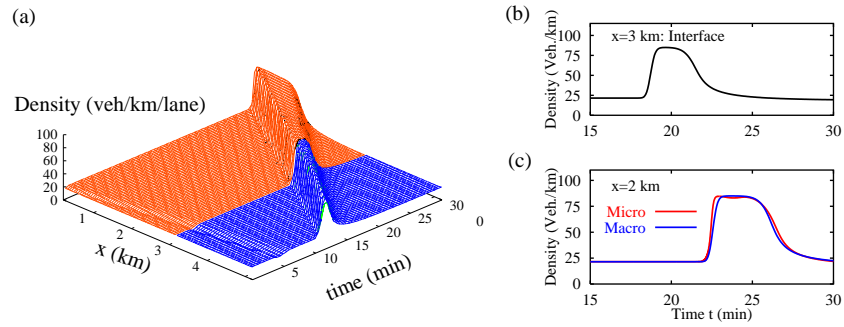 (a)
Density (veh/km/lane)
100
80
60
40
20
0
1
2
3
4
x (km)
5
10
15
20
25
30
0
time (min)
(b)
x=3 km: Interface
Density (Veh./km)
100
75
50
25
0
15
20
25
30
(c)
x=2 km
Micro
Macro
Density (Veh./km)
100
75
50
25
0
15
20
25
30
Time t (min)